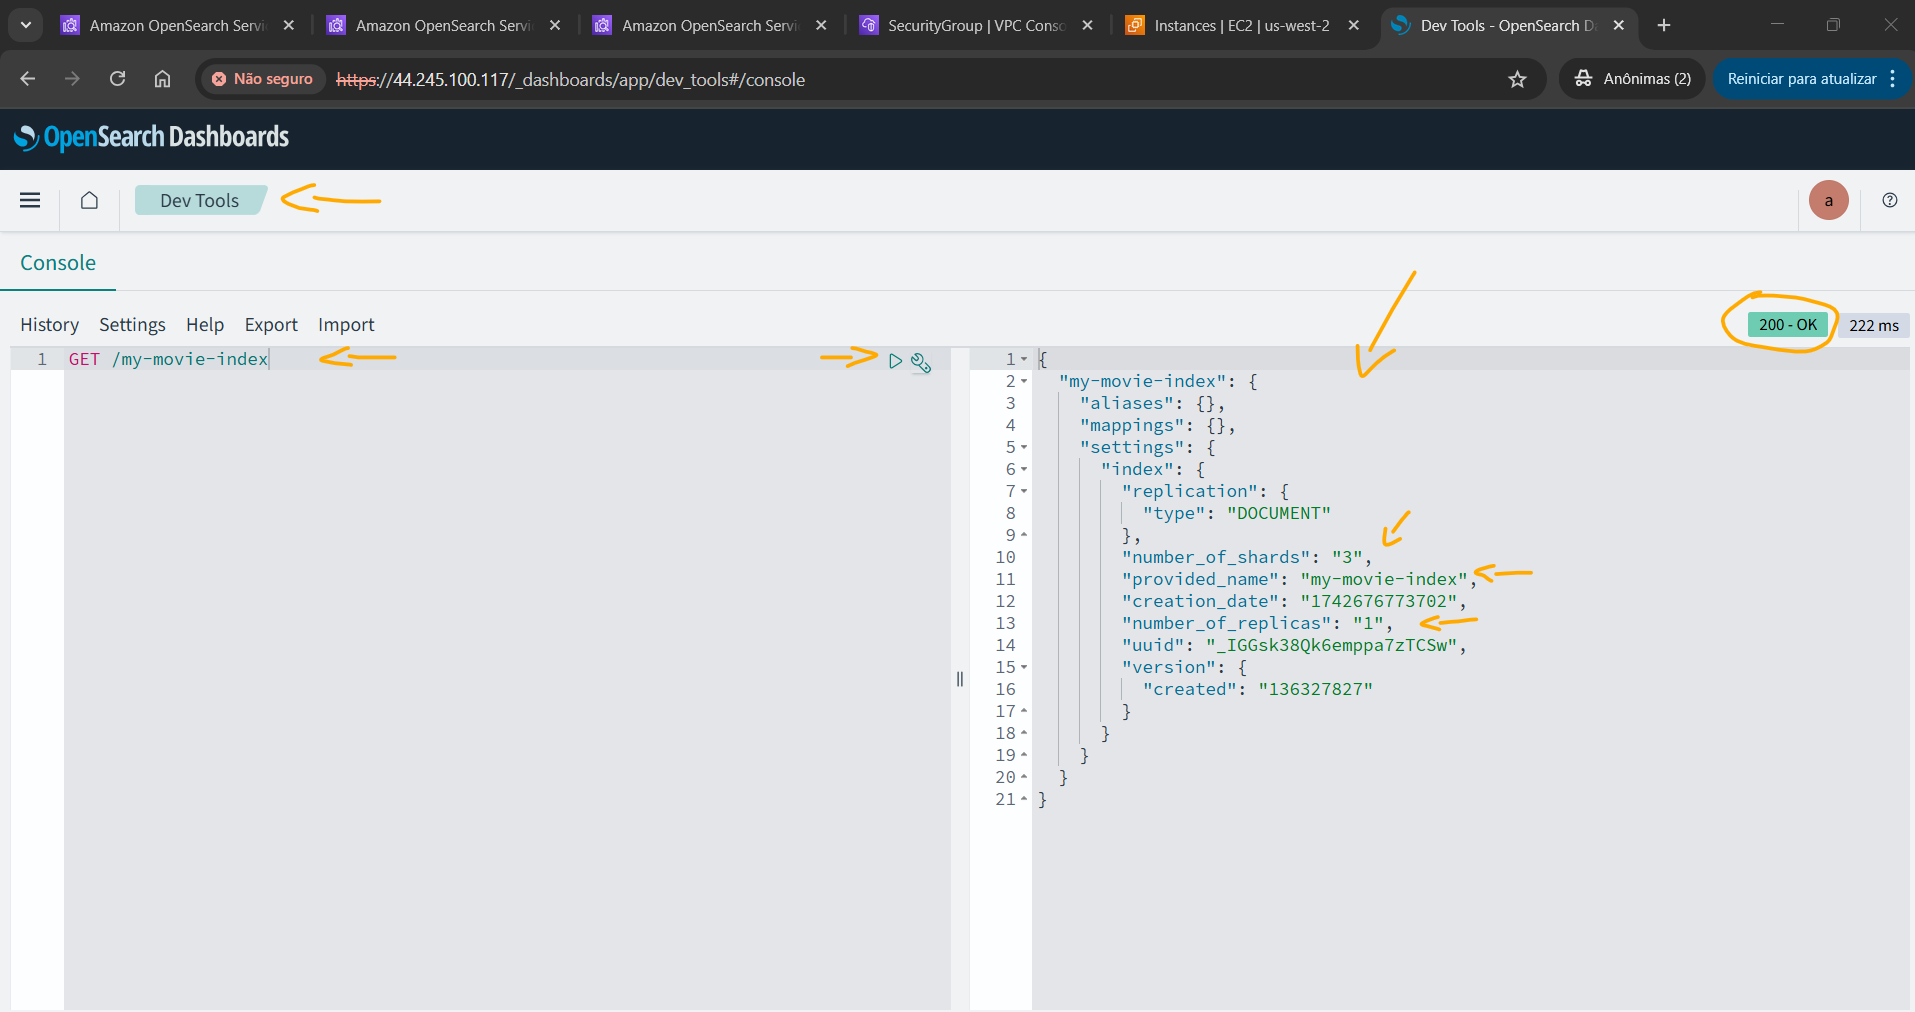 Amazon OpenSearch Servi
Amazon OpenSearch Servi
Amazon OpenSearch Servi
SecurityGroup | VPC Conso
Instances | EC2 | us-west-2
Dev Tools - OpenSearch Da
Não seguro
https://44.245.100.117/_dashboards/app/dev_tools#/console
Anônimas (2)
Reiniciar para atualizar
OpenSearch Dashboards
Dev Tools
a
Console
History Settings Help Export Import
200 - OK
222 ms
1 GET /my-movie-index
1 {
2 "my-movie-index": {
3 "aliases": {},
4 "mappings": {},
5 "settings": {
6 "index": {
7 "replication": {
8 "type": "DOCUMENT"
9 },
10 "number_of_shards": "3",
11 "provided_name": "my-movie-index",
12 "creation_date": "1742676773702",
13 "number_of_replicas": "1",
14 "uuid": "_IGGsk38Qk6emppa7zTCSw",
15 "version": {
16 "created": "136327827"
17 }
18 }
19 }
20 }
21 }